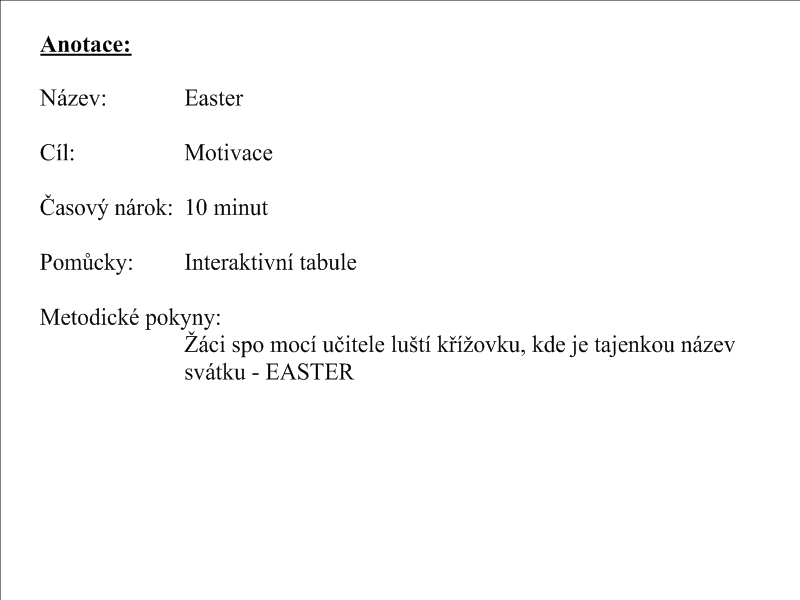 Anotace:
Název: Easter
Cíl: Motivace
Časový nárok: 10 minut
Pomůcky: Interaktivní tabule
Metodické pokyny:
Žáci spo mocí učitele luští křížovku, kde je tajenkou název
svátku - EASTER